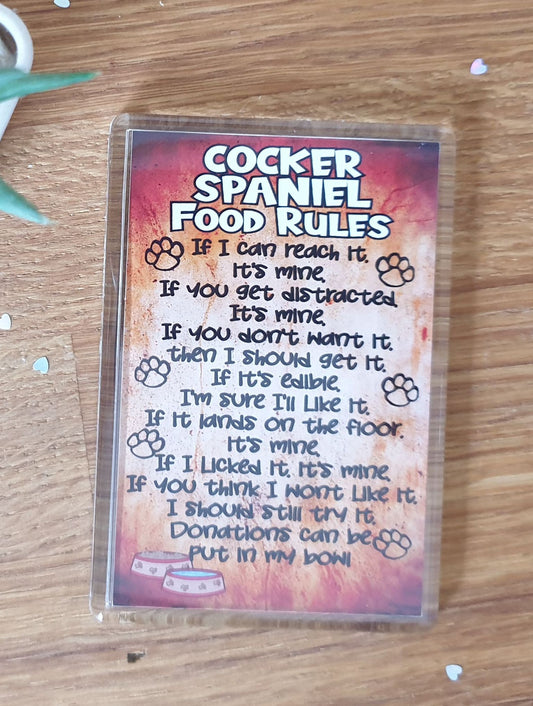 COCKER
SPANIEL
FOOD RULES
If I can reach it.
It's mine.
If you get distracted.
It's mine.
If you don't want it.
then I should get it.
If it's edible.
I'm sure I'll like it.
If it lands on the floor.
It's mine.
If I licked it. It's mine.
If you think I wont like it.
I should still try it.
Donations can be
put in my bowl